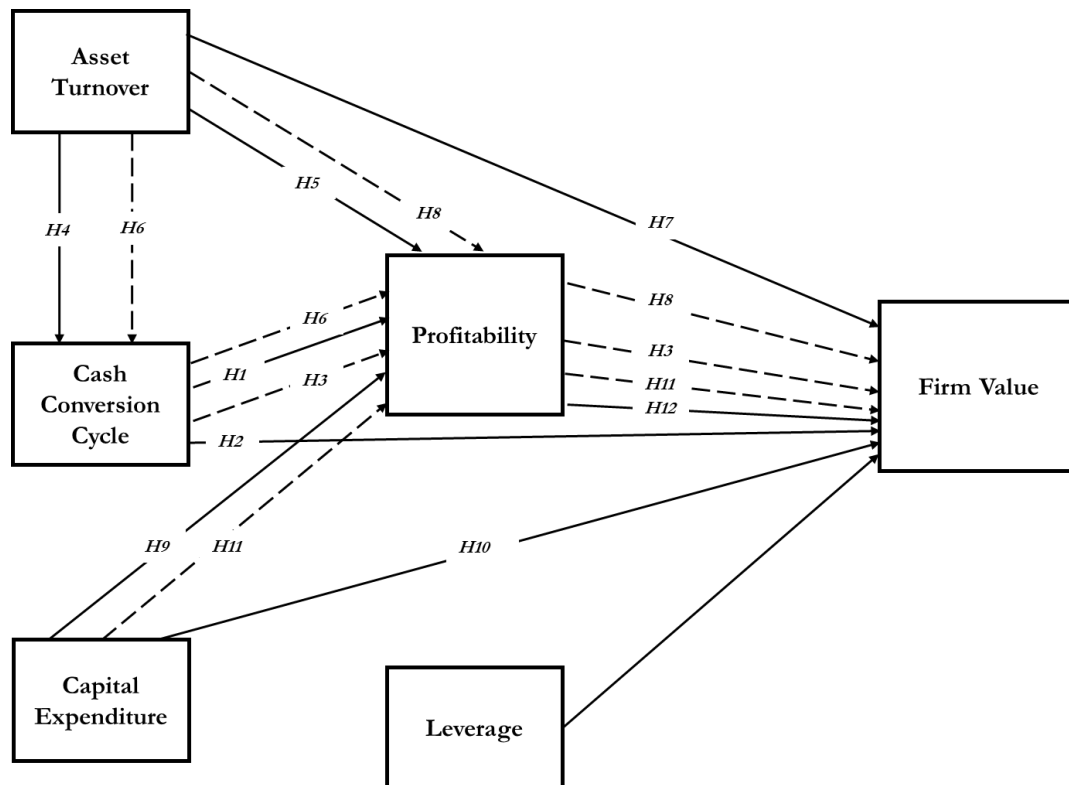 Asset
Turnover
H5
H8
H7
H4
H6
H8
H6
Profitability
H3
Cash
Conversion
Cycle
H1
H3
H11
H12
Firm Value
H2
H9
H11
H10
Capital
Expenditure
Leverage